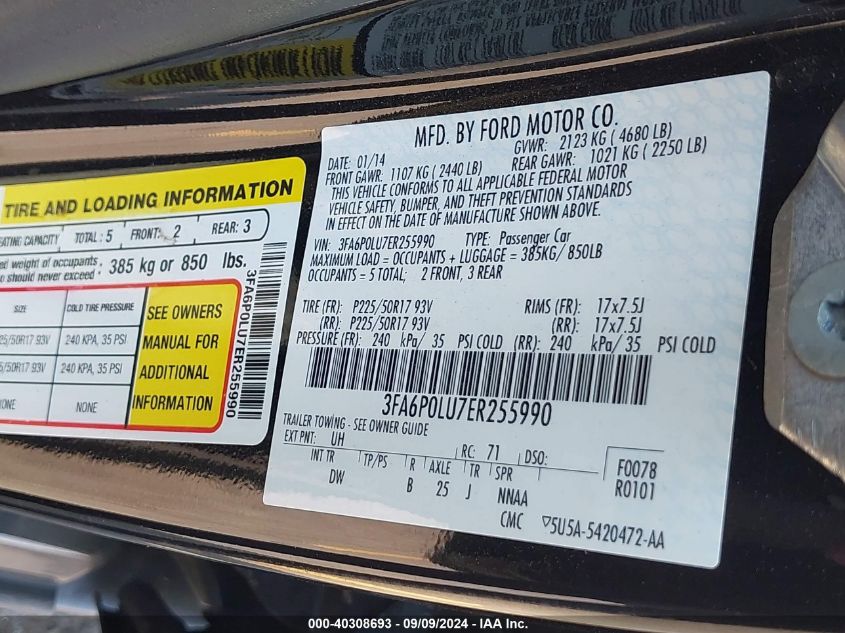 TIRE AND LOADING INFORMATION
TOTAL: 5 FRONT: 2 REAR: 3
weight of occupants
should never exceed: 385 kg or 850 lbs.
SIZE COLD TIRE PRESSURE SEE OWNERS
MANUAL FOR
ADDITIONAL
INFORMATION
240 KPA, 35 PSI
240 KPA, 35 PSI
NONE
3FA6P0LU7ER255990
MFD. BY FORD MOTOR CO.
DATE: 01/14 GVWR: 2123 KG ( 4680 LB)
FRONT GAWR: 1107 KG ( 2440 LB) REAR GAWR: 1021 KG ( 2250 LB)
THIS VEHICLE CONFORMS TO ALL APPLICABLE FEDERAL MOTOR
VEHICLE SAFETY, BUMPER, AND THEFT PREVENTION STANDARDS
IN EFFECT ON THE DATE OF MANUFACTURE SHOWN ABOVE.
VIN: 3FA6P0LU7ER255990 TYPE: Passenger Car
MAXIMUM LOAD = OCCUPANTS + LUGGAGE = 385KG/ 850LB
OCCUPANTS = 5 TOTAL; 2 FRONT, 3 REAR
TIRE (FR): P225/50R17 93V RIMS (FR): 17x7.5J
(RR): P225/50R17 93V (RR): 17x7.5J
PRESSURE (FR): 240 kPa/ 35 PSI COLD (RR): 240 kPa/ 35 PSI COLD
3FA6P0LU7ER255990
TRAILER TOWING - SEE OWNER GUIDE
EXT PNT: UH RC: 71 DSO:
INT TR TP/PS R AXLE TR SPR F0078
DW B 25 J NNAA R0101
CMC 5U5A-5420472-AA
000-40308693 - 09/09/2024 - IAAI Inc.